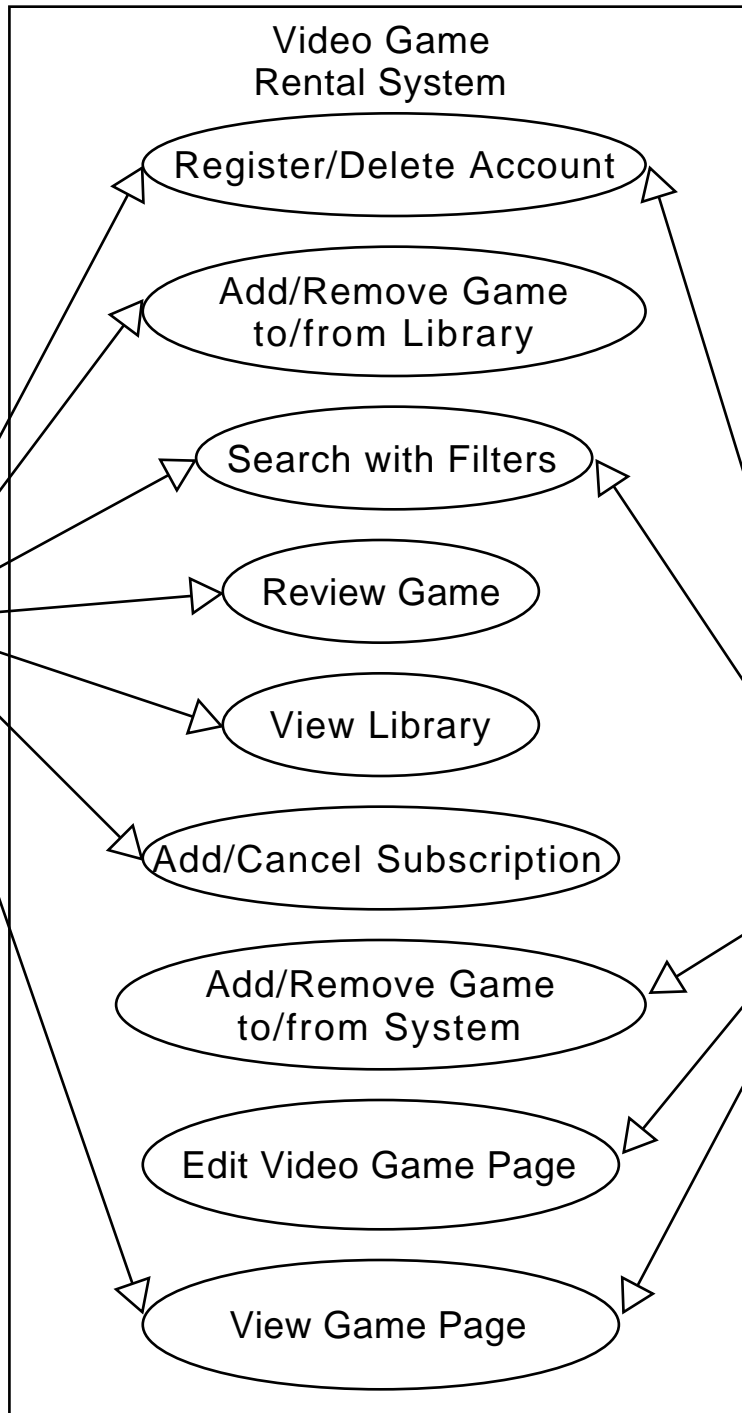 Video Game
Rental System
Register/Delete Account
Add/Remove Game
to/from Library
Search with Filters
Review Game
View Library
Add/Cancel Subscription
Add/Remove Game
to/from System
Edit Video Game Page
View Game Page